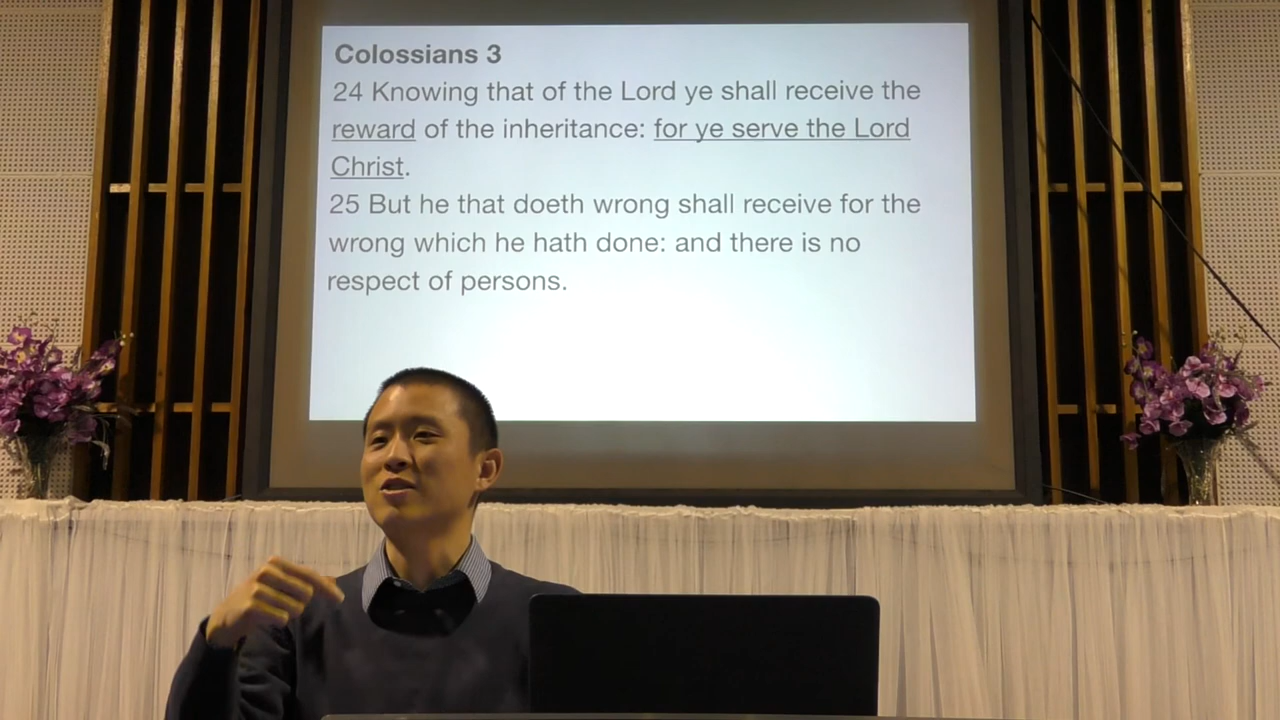 Colossians 3
24 Knowing that of the Lord ye shall receive the
reward of the inheritance: for ye serve the Lord
Christ.
25 But he that doeth wrong shall receive for the
wrong which he hath done: and there is no
respect of persons.